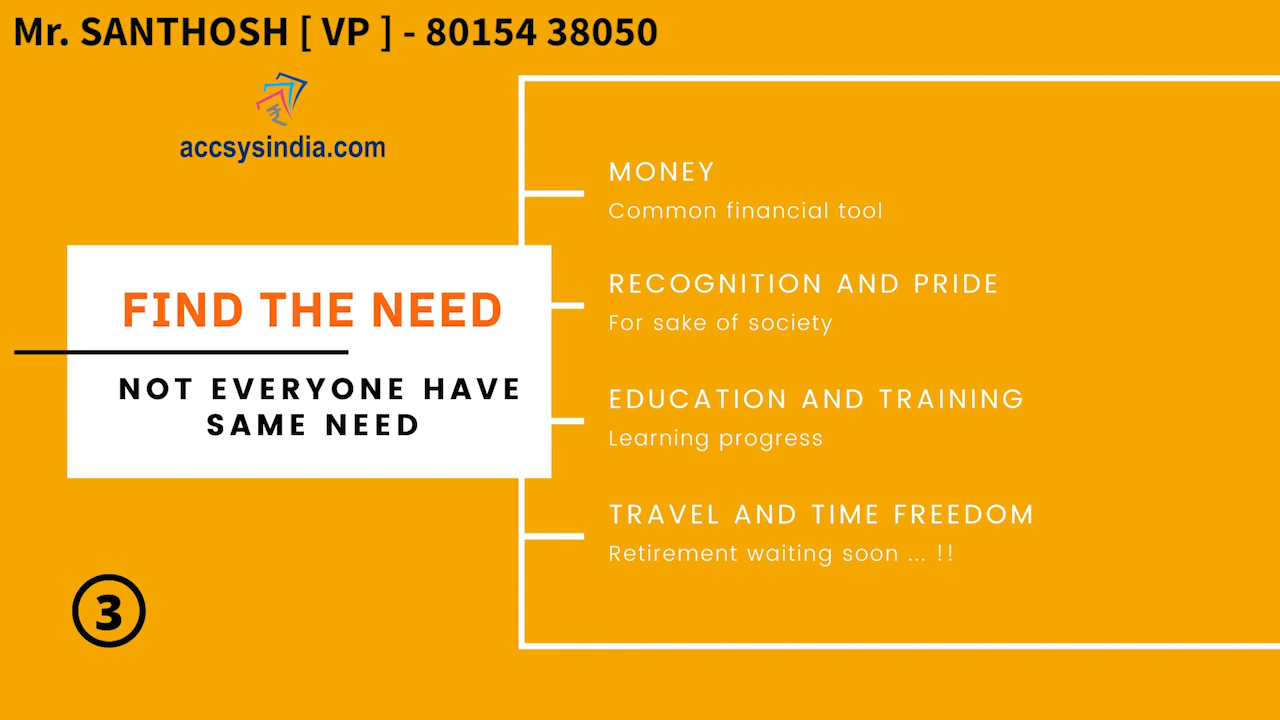 Mr. SANTHOSH [ VP ] - 80154 38050
accsysindia.com
FIND THE NEED
NOT EVERYONE HAVE
SAME NEED
MONEY
Common financial tool
RECOGNITION AND PRIDE
For sake of society
EDUCATION AND TRAINING
Learning progress
TRAVEL AND TIME FREEDOM
Retirement waiting soon ... !!
3